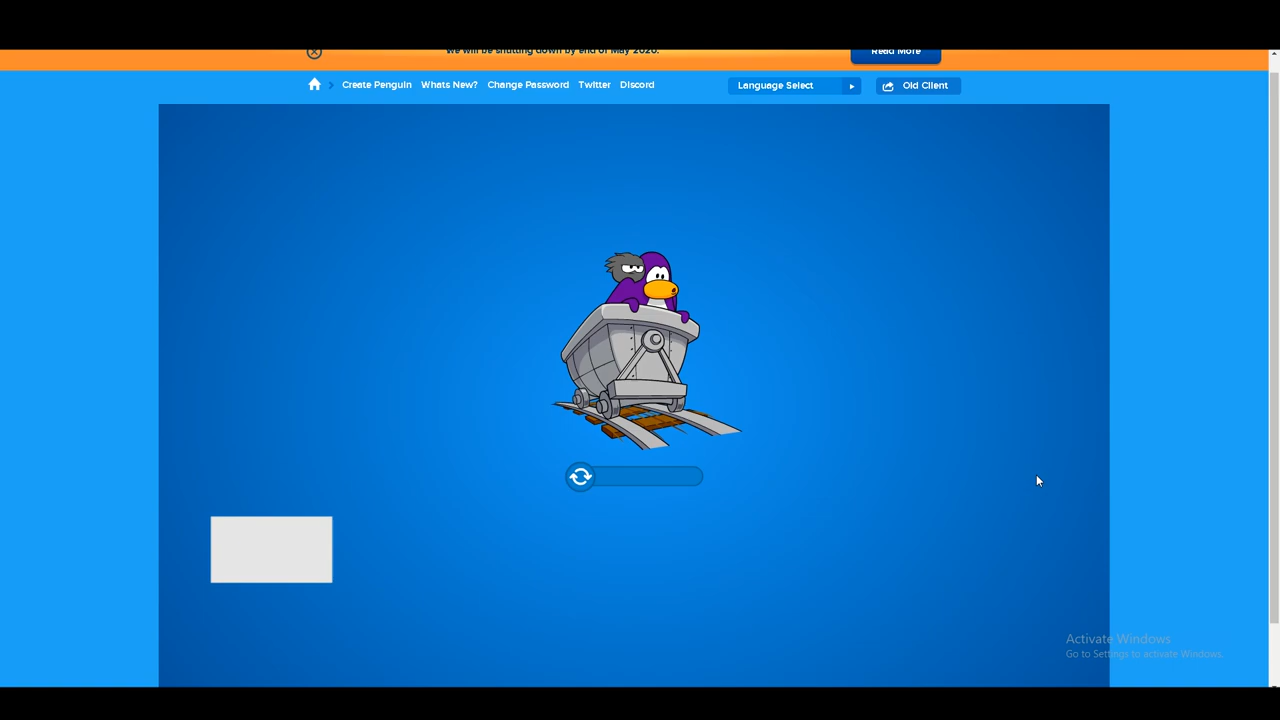 We will be shutting down by end of May 2020.
Read More
Create Penguin
Whats New?
Change Password
Twitter
Discord
Language Select
Old Client
Activate Windows
Go to Settings to activate Windows.